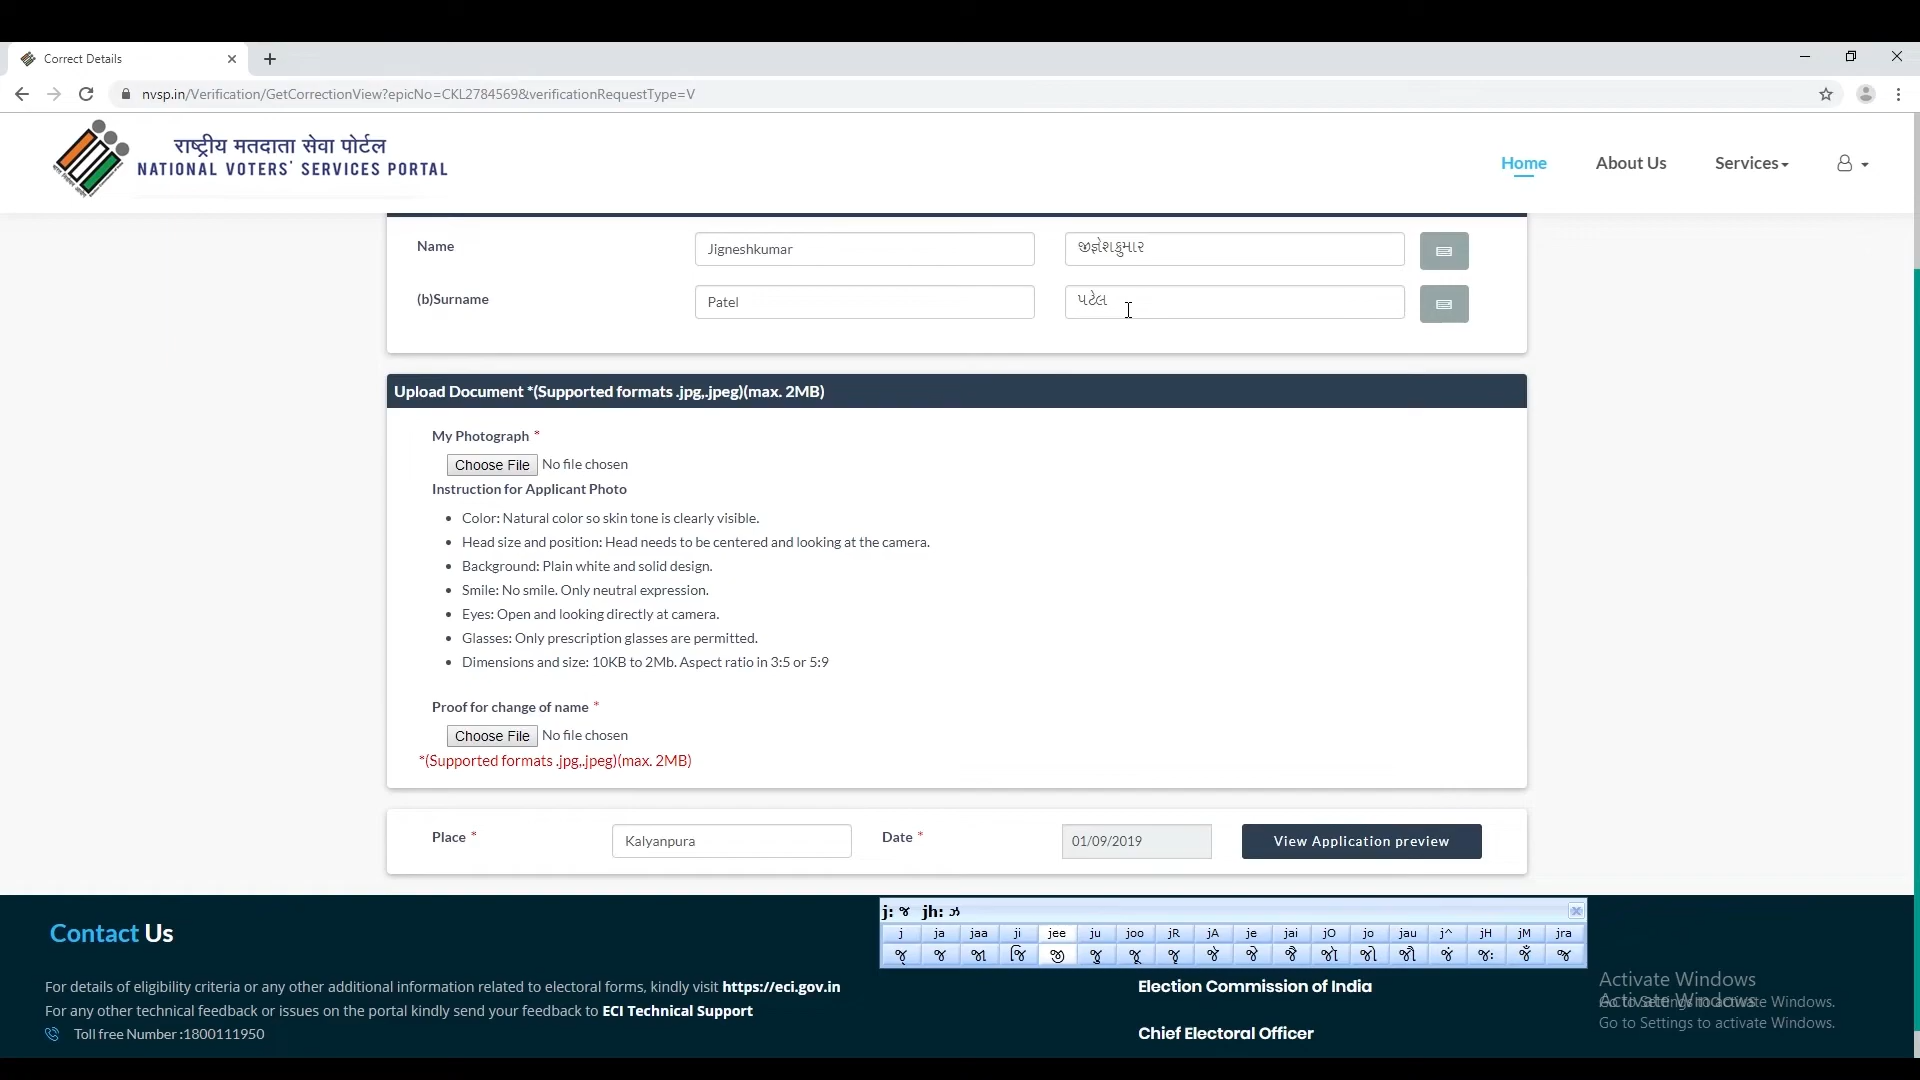 Correct Details
nvsp.in/Verification/GetCorrectionView?epicNo=CKL2784569&verificationRequestType=V
राष्ट्रीय मतदाता सेवा पोर्टल
NATIONAL VOTERS' SERVICES PORTAL
Home About Us Services
Name Jigneshkumar જીજ્ઞેશકુમાર
(b)Surname Patel પટેલ
Upload Document *(Supported formats .jpg,.jpeg)(max. 2MB)
My Photograph *
Choose File No file chosen
Instruction for Applicant Photo
Color: Natural color so skin tone is clearly visible.
Head size and position: Head needs to be centered and looking at the camera.
Background: Plain white and solid design.
Smile: No smile. Only neutral expression.
Eyes: Open and looking directly at camera.
Glasses: Only prescription glasses are permitted.
Dimensions and size: 10KB to 2Mb. Aspect ratio in 3:5 or 5:9
Proof for change of name *
Choose File No file chosen
*(Supported formats .jpg,.jpeg)(max. 2MB)
Place * Kalyanpura Date * 01/09/2019 View Application preview
j: જ jh: ઝ
j ja jaa ji jee ju joo jR jA je jai jO jo jau j^ jH jM jra
જ્ જ જા જિ જી જુ જૂ જૃ જૅ જે જૈ જૉ જો જૌ જં જઃ જઁ જ્ર
Contact Us
For details of eligibility criteria or any other additional information related to electoral forms, kindly visit https://eci.gov.in
For any other technical feedback or issues on the portal kindly send your feedback to ECI Technical Support
Toll free Number :1800111950
Election Commission of India
Chief Electoral Officer
Activate Windows
Activate Windows
Go to Settings to activate Windows.
Go to Settings to activate Windows.